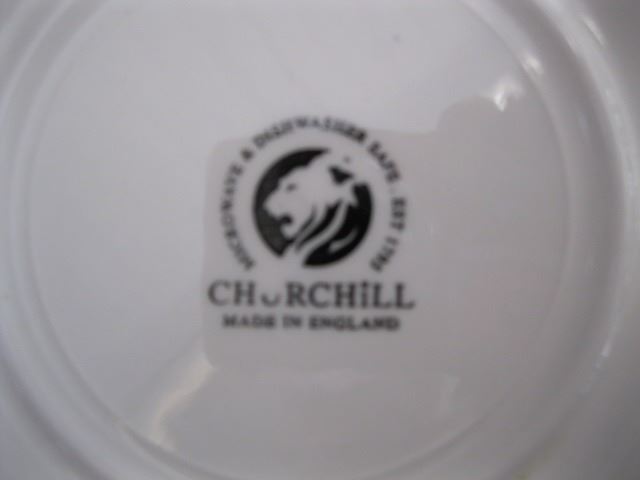 MICROWAVE & DISHWASHER SAFE. EST 1795
CHURCHiLL
MADE IN ENGLAND